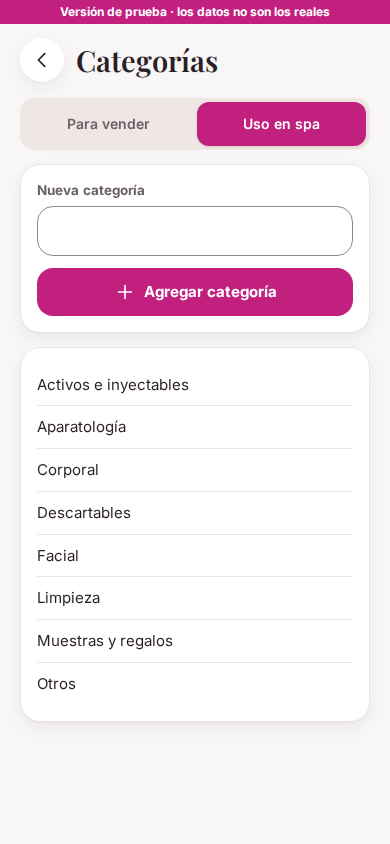 Versión de prueba · los datos no son los reales
Categorías
Para vender
Uso en spa
Nueva categoría
Agregar categoría
Activos e inyectables
Aparatología
Corporal
Descartables
Facial
Limpieza
Muestras y regalos
Otros